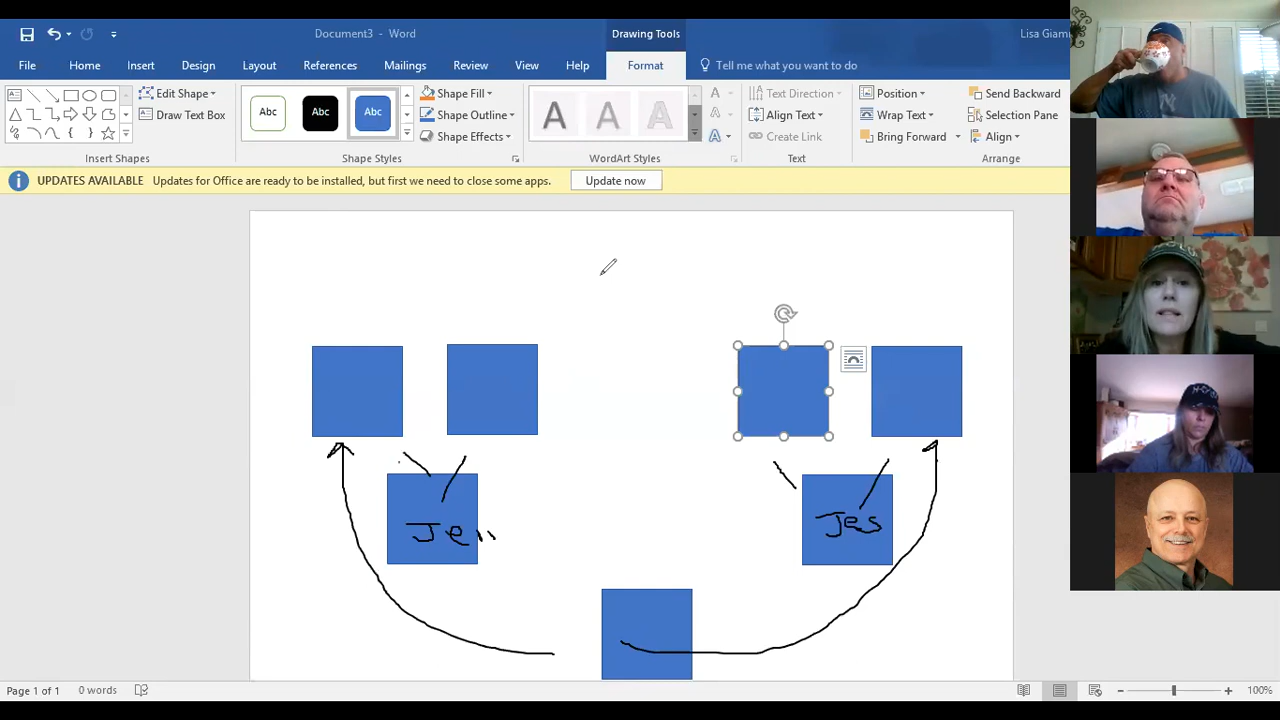 Document3 - Word
Drawing Tools
Lisa Giam
File
Home
Insert
Design
Layout
References
Mailings
Review
View
Help
Format
Tell me what you want to do
Edit Shape
Draw Text Box
Insert Shapes
Abc
Abc
Abc
Shape Fill
Shape Outline
Shape Effects
Shape Styles
A
A
A
WordArt Styles
Text Direction
Align Text
Create Link
Text
Position
Wrap Text
Bring Forward
Send Backward
Selection Pane
Align
Arrange
UPDATES AVAILABLE Updates for Office are ready to be installed, but first we need to close some apps.
Update now
Jen
Jes
Page 1 of 1
0 words
100%